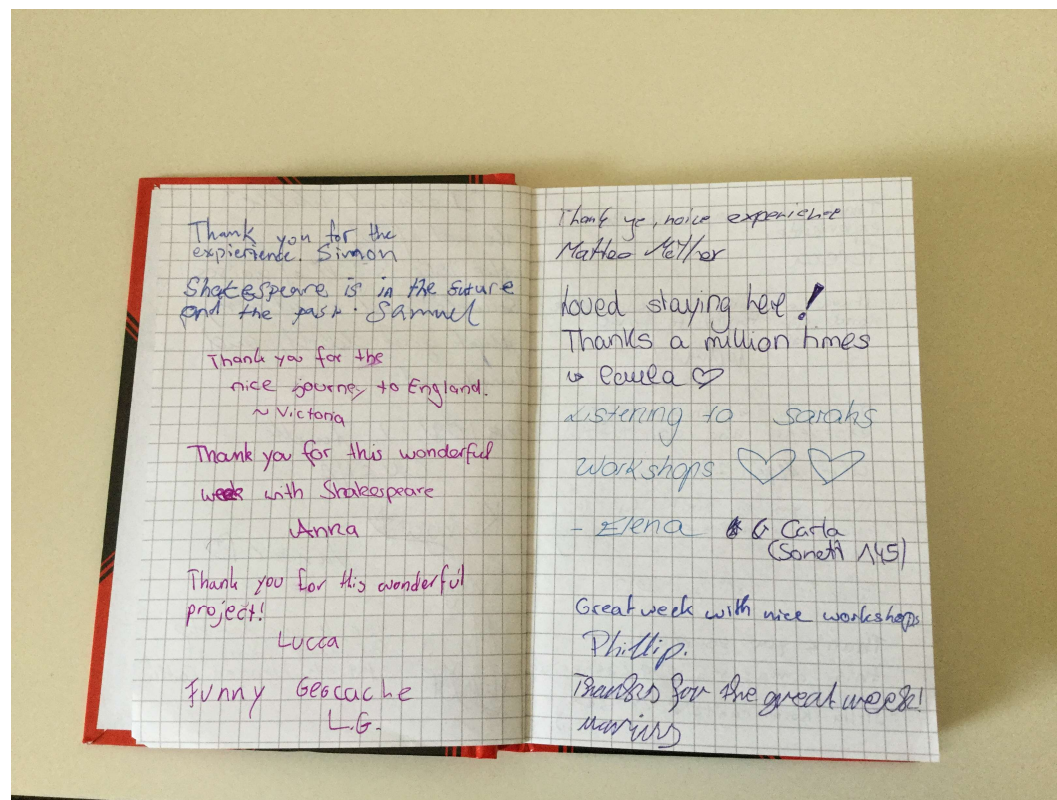 Thank you for the
expierience. Simon
Shakespeare is in the future
and the past. Samuel
Thank you for the
nice journey to England.
~ Victoria
Thank you for this wonderful
week with Shakespeare
Anna
Thank you for this wonderful
project!
Lucca
Funny Geocache
L.G.
Thank ye, noice experience
Matteo
Loved staying here!
Thanks a million times
Paula ♡
Listening to sarahs
workshops ♡ ♡
- Elena & Carla
(Sonett 145)
Great week with nice workshops
Phillip.
Thanks for the great week!
Marius